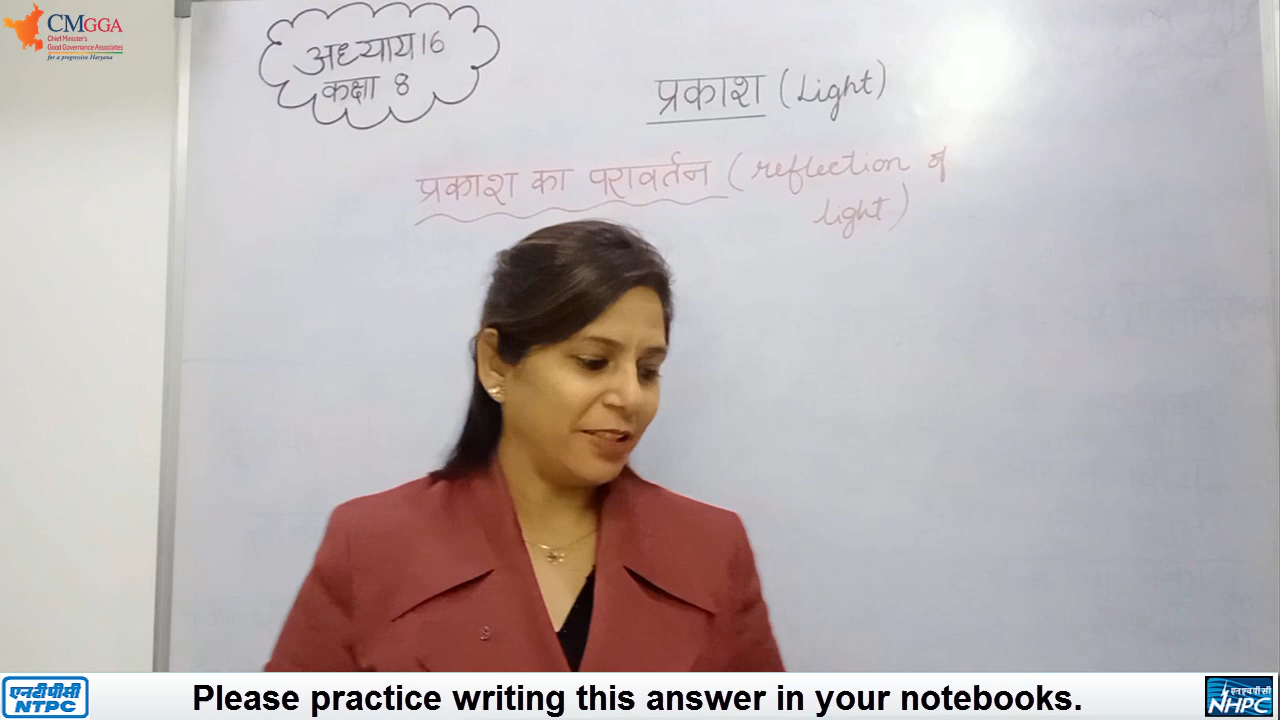 CMGGA
Chief Minister's
Good Governance Associates
for a progressive Haryana
अध्याय 16
कक्षा 8
प्रकाश (Light)
प्रकाश का परावर्तन (reflection of
light)
एनटीपीसी
NTPC
Please practice writing this answer in your notebooks.
एनएचपीसी
NHPC